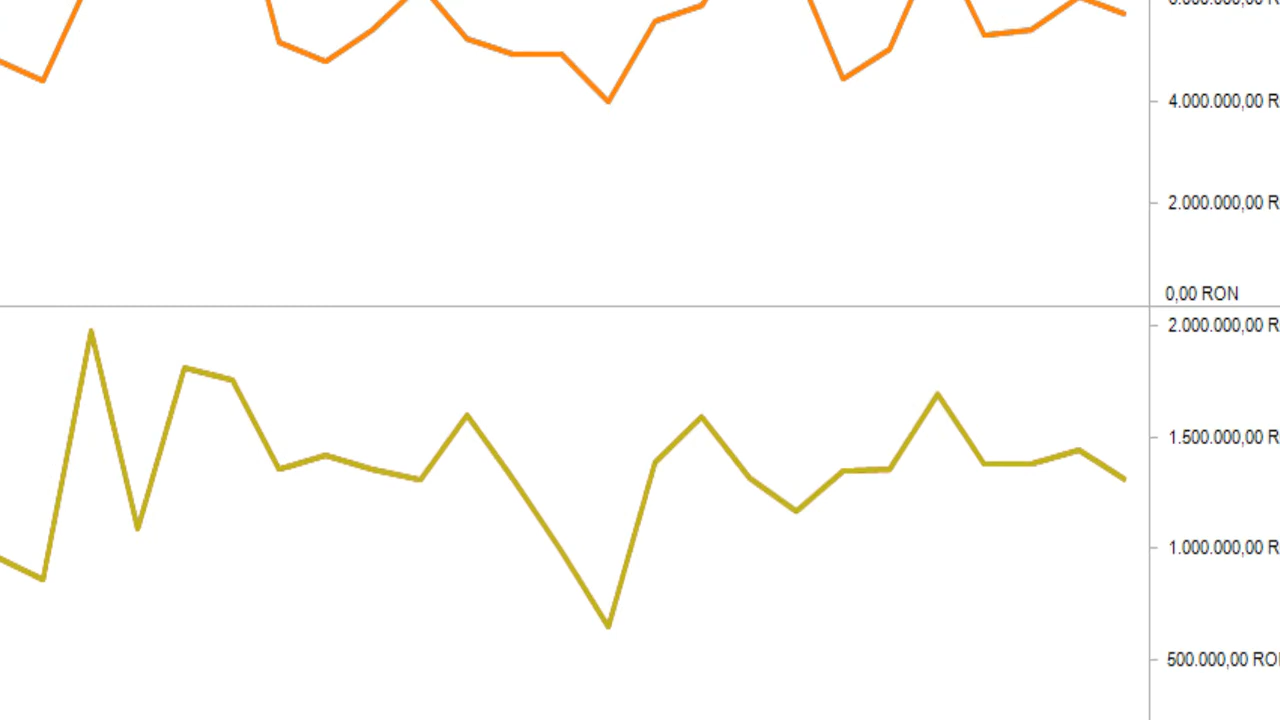 4.000.000,00 R
2.000.000,00 R
0,00 RON
2.000.000,00 R
1.500.000,00 R
1.000.000,00 R
500.000,00 RO